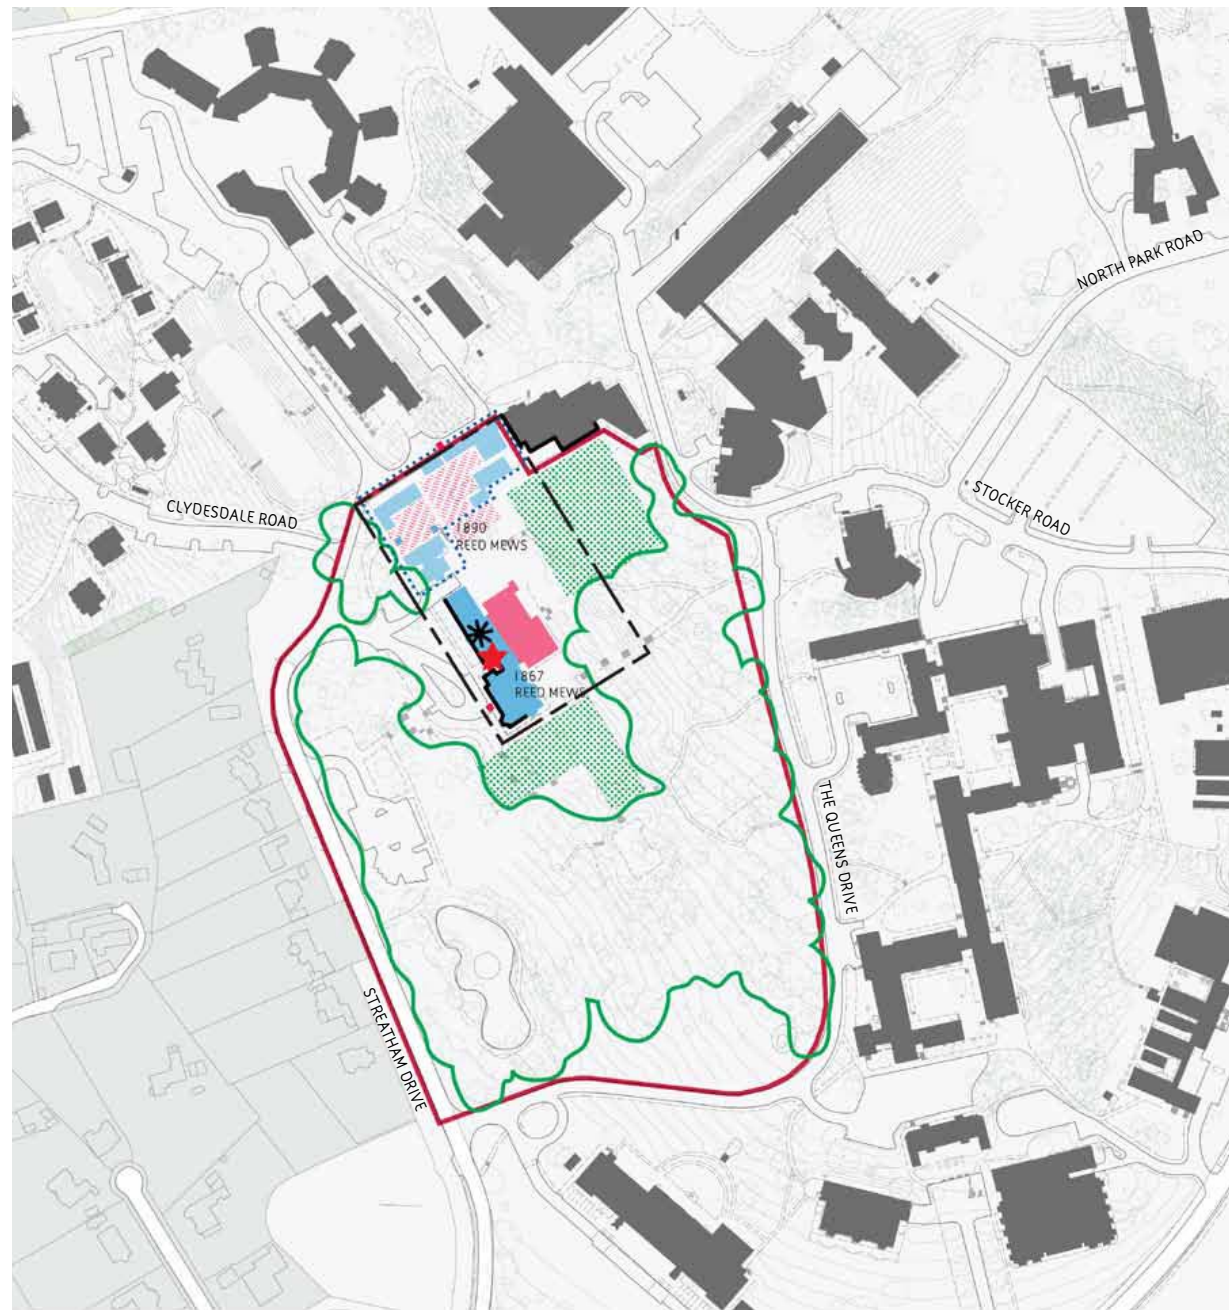 NORTH PARK ROAD
STOCKER ROAD
CLYDESDALE ROAD
1890
REED MEWS
1867
REED MEWS
THE QUEENS DRIVE
STREATHAM DRIVE